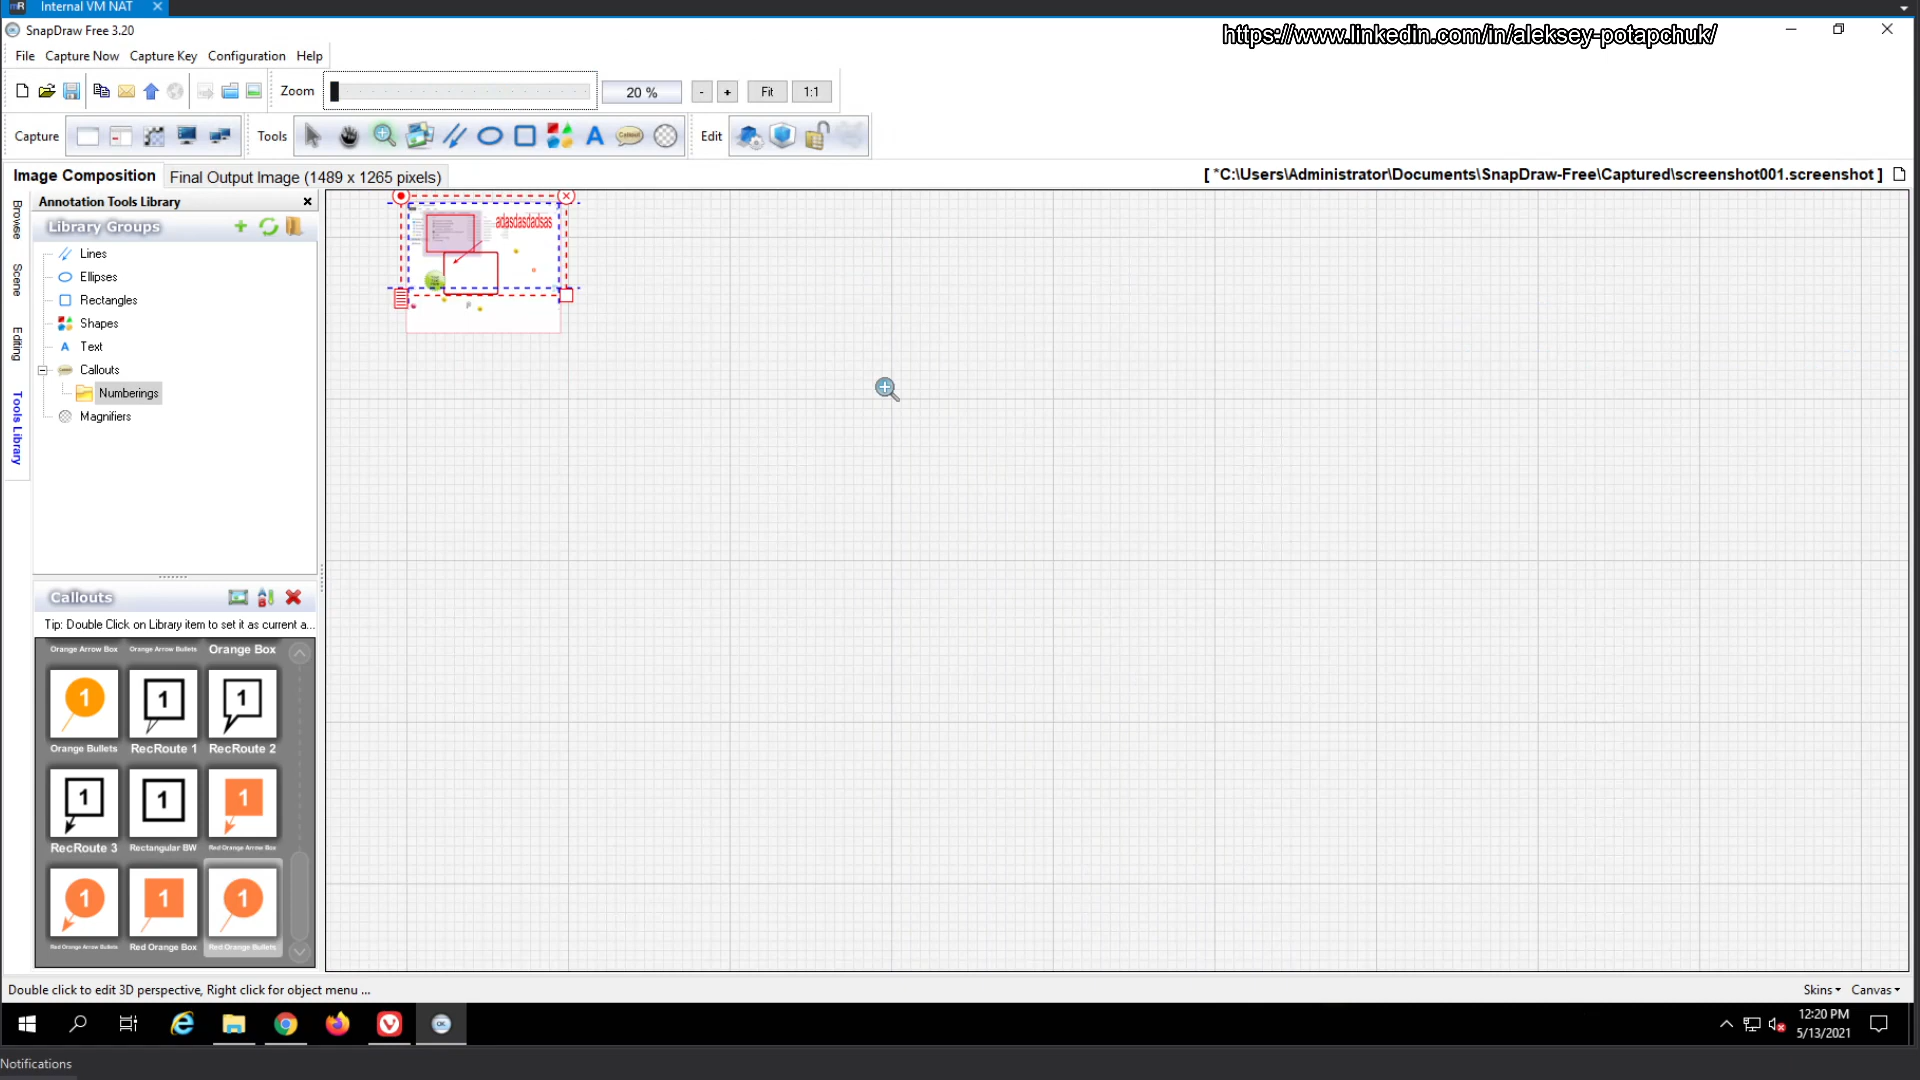 Internal VM NAT
SnapDraw Free 3.20
https://www.linkedin.com/in/aleksey-potapchuk/
File Capture Now Capture Key Configuration Help
Zoom 20 % - + Fit 1:1
Capture Tools Callout Edit
Image Composition Final Output Image (1489 x 1265 pixels) [ *C:\Users\Administrator\Documents\SnapDraw-Free\Captured\screenshot001.screenshot ]
Browse
Scene
Editing
Tools Library
Annotation Tools Library
Library Groups
Lines
Ellipses
Rectangles
Shapes
Text
Callouts
Numberings
Magnifiers
adasdasdadsas
Callouts
Tip: Double Click on Library item to set it as current a...
Orange Arrow Box Orange Arrow Bullets Orange Box
1 1 1
Orange Bullets RecRoute 1 RecRoute 2
1 1 1
RecRoute 3 Rectangular BW Red Orange Arrow Box
1 1 1
Red Orange Arrow Bullets Red Orange Box Red Orange Bullets
Double click to edit 3D perspective, Right click for object menu ... Skins Canvas
12:20 PM
5/13/2021
Notifications